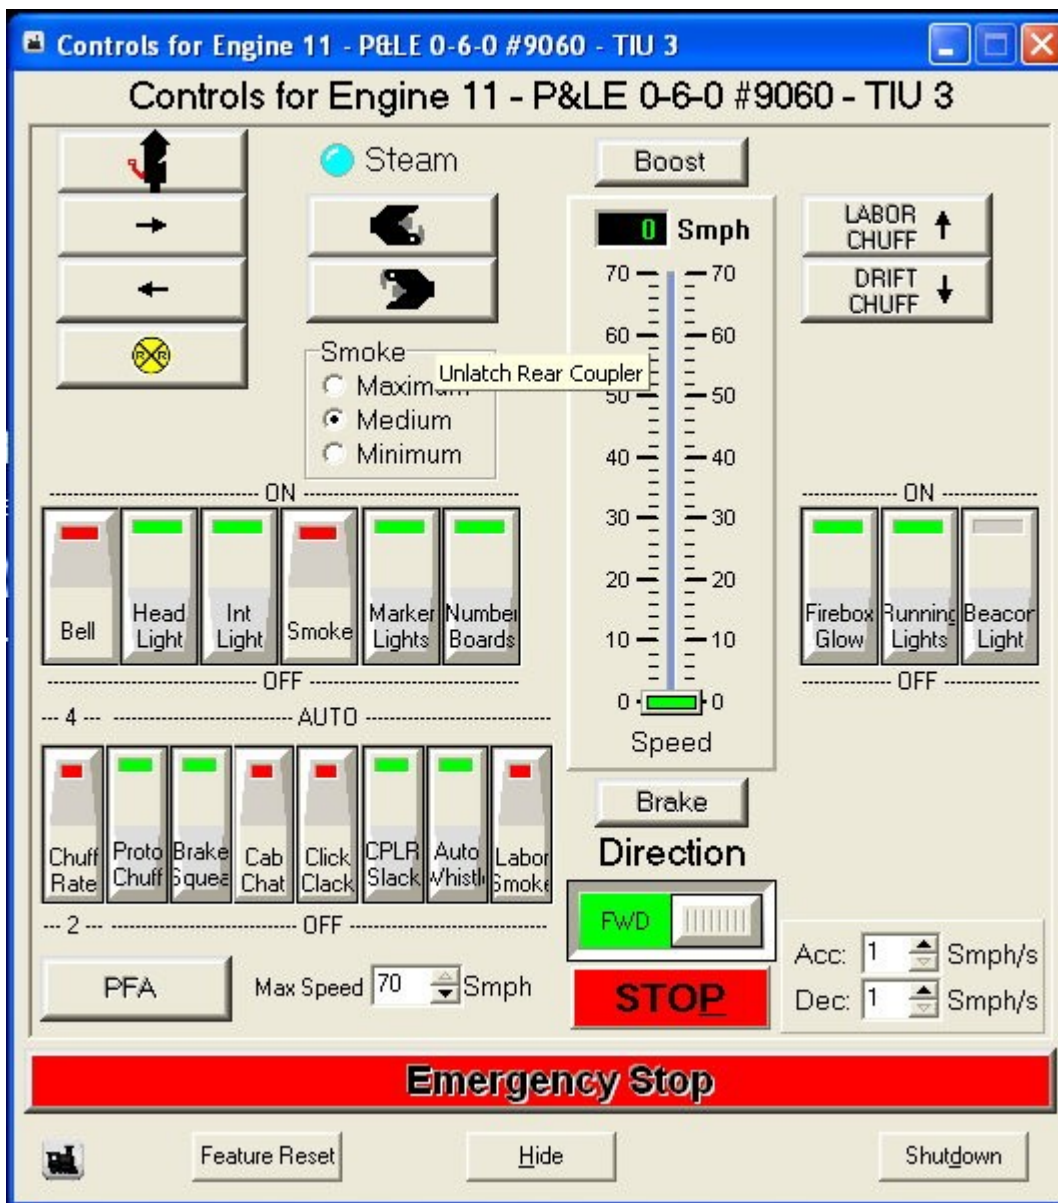 Controls for Engine 11 - P&LE 0-6-0 #9060 - TIU 3
Controls for Engine 11 - P&LE 0-6-0 #9060 - TIU 3
Steam
Boost
0 Smph
LABOR CHUFF
DRIFT CHUFF
RXR
Smoke
Maximum
Medium
Minimum
Unlatch Rear Coupler
70 70
60 60
50 50
40 40
30 30
20 20
10 10
0 0
Speed
ON
Bell
Head Light
Int Light
Smoke
Marker Lights
Number Boards
OFF
ON
Firebox Glow
Running Lights
Beacon Light
OFF
4 AUTO
Chuff Rate
Proto Chuff
Brake Squea
Cab Chat
Click Clack
CPLR Slack
Auto Whistle
Labor Smoke
2 OFF
Brake
Direction
FWD
STOP
PFA
Max Speed 70 Smph
Acc: 1 Smph/s
Dec: 1 Smph/s
Emergency Stop
Feature Reset
Hide
Shutdown